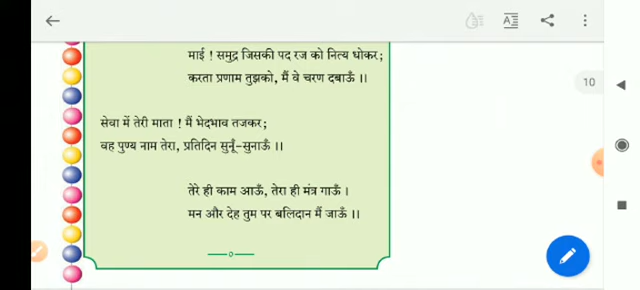 माई ! समुद्र जिसकी पद रज को नित्य धोकर;
करता प्रणाम तुझको, मैं वे चरण दबाऊँ ।।
10
सेवा में तेरी माता ! मैं भेदभाव तजकर;
वह पुण्य नाम तेरा, प्रतिदिन सुनूँ–सुनाऊँ ।।
तेरे ही काम आऊँ, तेरा ही मंत्र गाऊँ ।
मन और देह तुम पर बलिदान मैं जाऊँ ।।